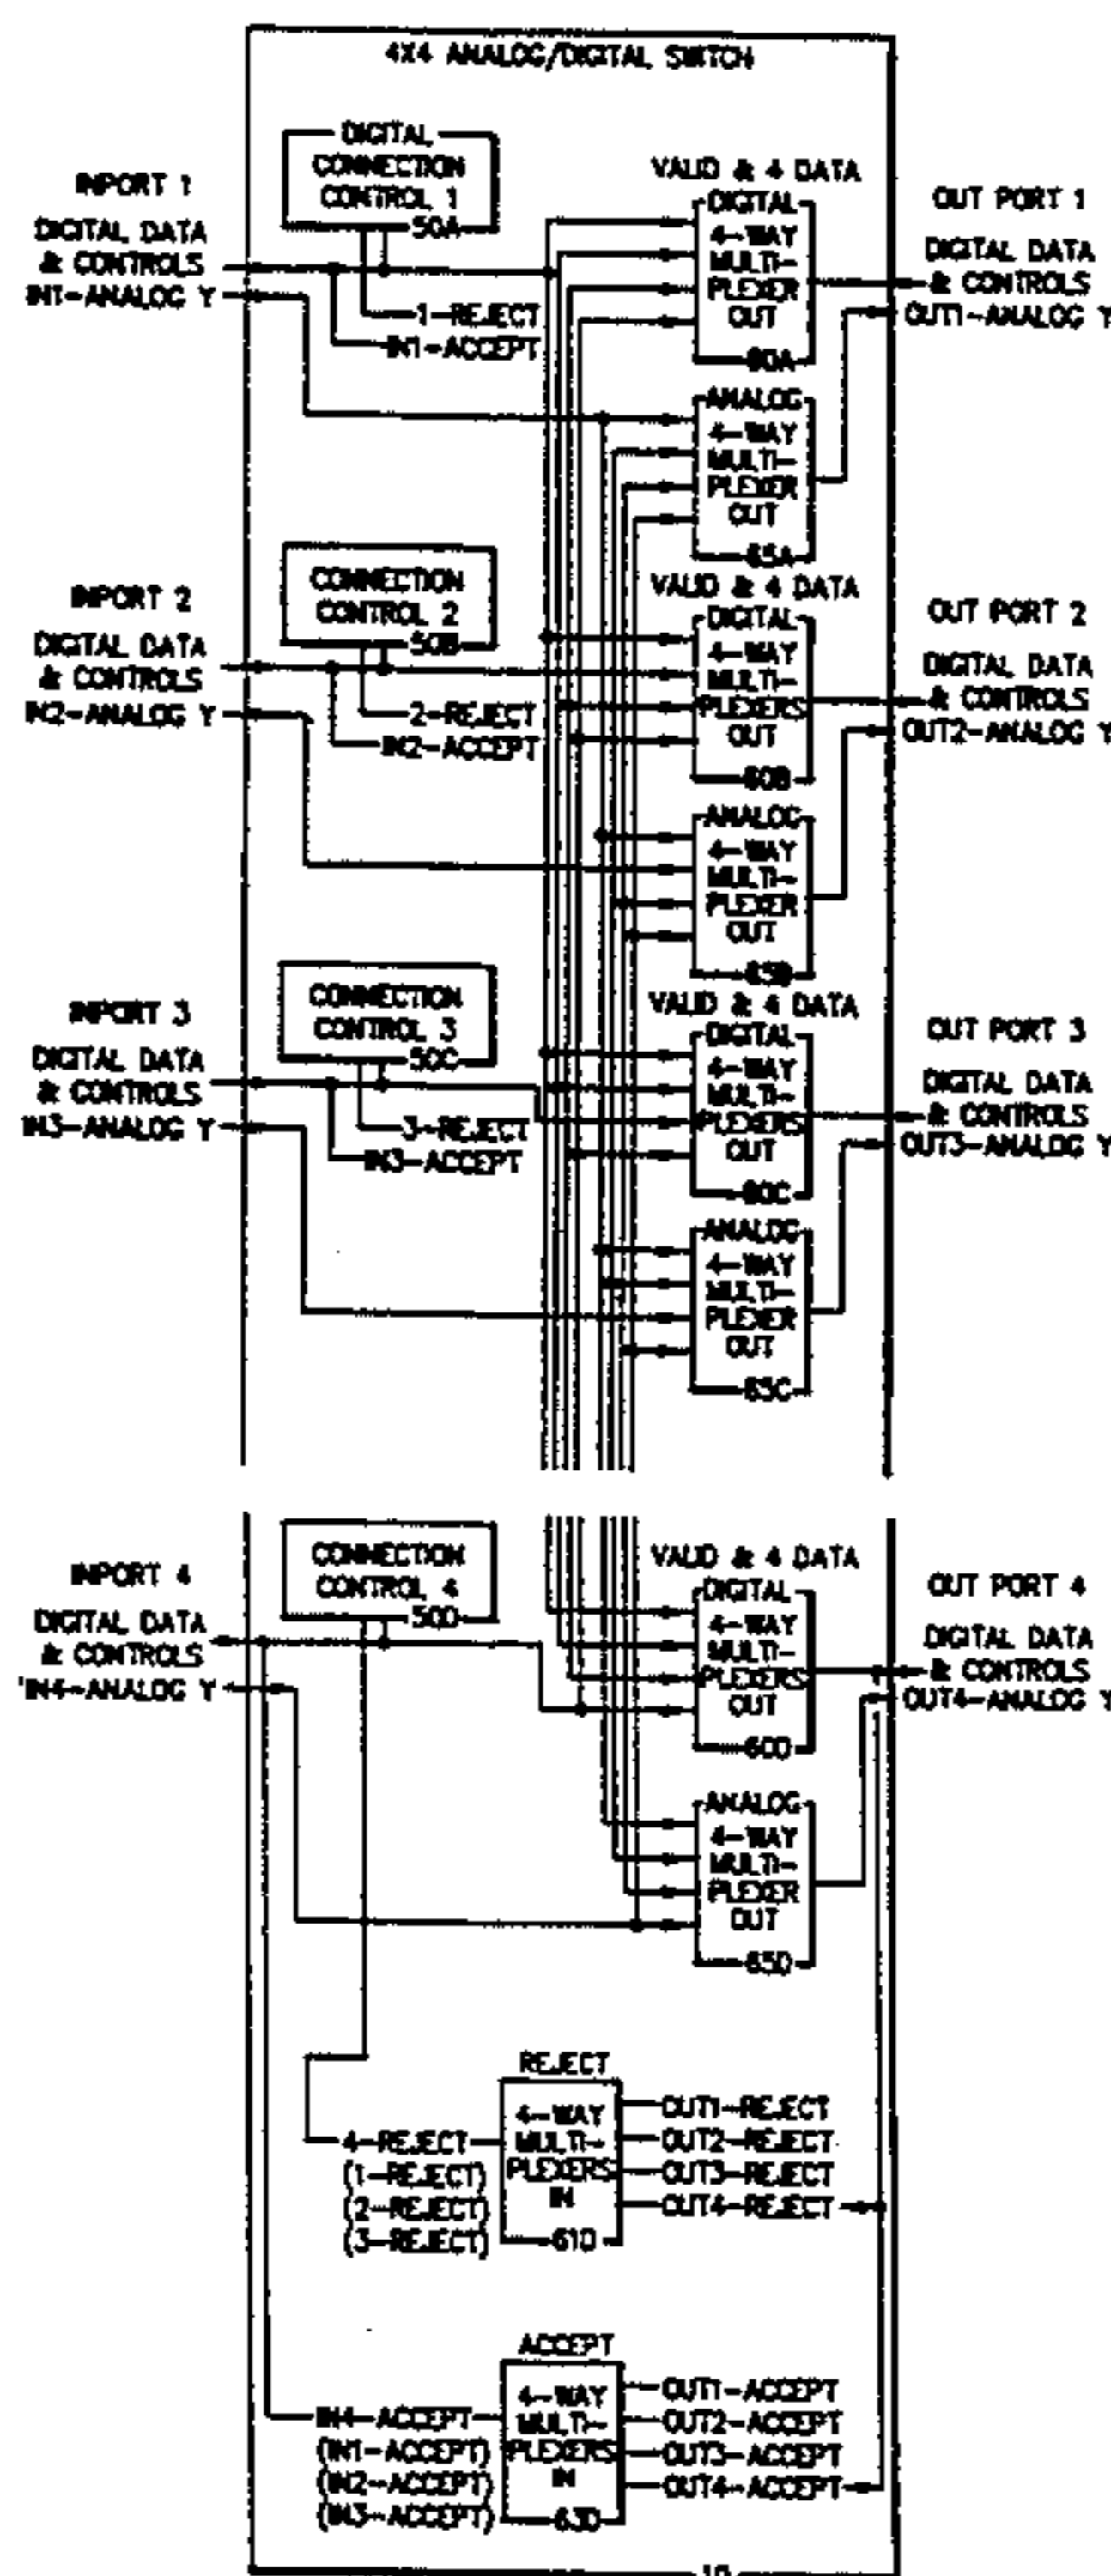 4X4 ANALOG/DIGITAL SWITCH
DIGITAL
CONNECTION
CONTROL 1
50A
INPORT 1
DIGITAL DATA
& CONTROLS
IN1-ANALOG Y
1-REJECT
IN1-ACCEPT
VALID & 4 DATA
DIGITAL
4-WAY
MULTI-
PLEXER
OUT
60A
OUT PORT 1
DIGITAL DATA
& CONTROLS
OUT1-ANALOG Y
ANALOG
4-WAY
MULTI-
PLEXER
OUT
65A
INPORT 2
DIGITAL DATA
& CONTROLS
IN2-ANALOG Y
CONNECTION
CONTROL 2
50B
2-REJECT
IN2-ACCEPT
VALID & 4 DATA
DIGITAL
4-WAY
MULTI-
PLEXERS
OUT
60B
OUT PORT 2
DIGITAL DATA
& CONTROLS
OUT2-ANALOG Y
ANALOG
4-WAY
MULTI-
PLEXER
OUT
65B
INPORT 3
DIGITAL DATA
& CONTROLS
IN3-ANALOG Y
CONNECTION
CONTROL 3
50C
3-REJECT
IN3-ACCEPT
VALID & 4 DATA
DIGITAL
4-WAY
MULTI-
PLEXERS
OUT
60C
OUT PORT 3
DIGITAL DATA
& CONTROLS
OUT3-ANALOG Y
ANALOG
4-WAY
MULTI-
PLEXER
OUT
65C
INPORT 4
DIGITAL DATA
& CONTROLS
IN4-ANALOG Y
CONNECTION
CONTROL 4
50D
VALID & 4 DATA
DIGITAL
4-WAY
MULTI-
PLEXERS
OUT
60D
OUT PORT 4
DIGITAL DATA
& CONTROLS
OUT4-ANALOG Y
ANALOG
4-WAY
MULTI-
PLEXER
OUT
65D
REJECT
4-WAY
MULTI-
PLEXERS
IN
61D
4-REJECT
(1-REJECT)
(2-REJECT)
(3-REJECT)
OUT1-REJECT
OUT2-REJECT
OUT3-REJECT
OUT4-REJECT
ACCEPT
4-WAY
MULTI-
PLEXERS
IN
63D
IN4-ACCEPT
(IN1-ACCEPT)
(IN2-ACCEPT)
(IN3-ACCEPT)
OUT1-ACCEPT
OUT2-ACCEPT
OUT3-ACCEPT
OUT4-ACCEPT